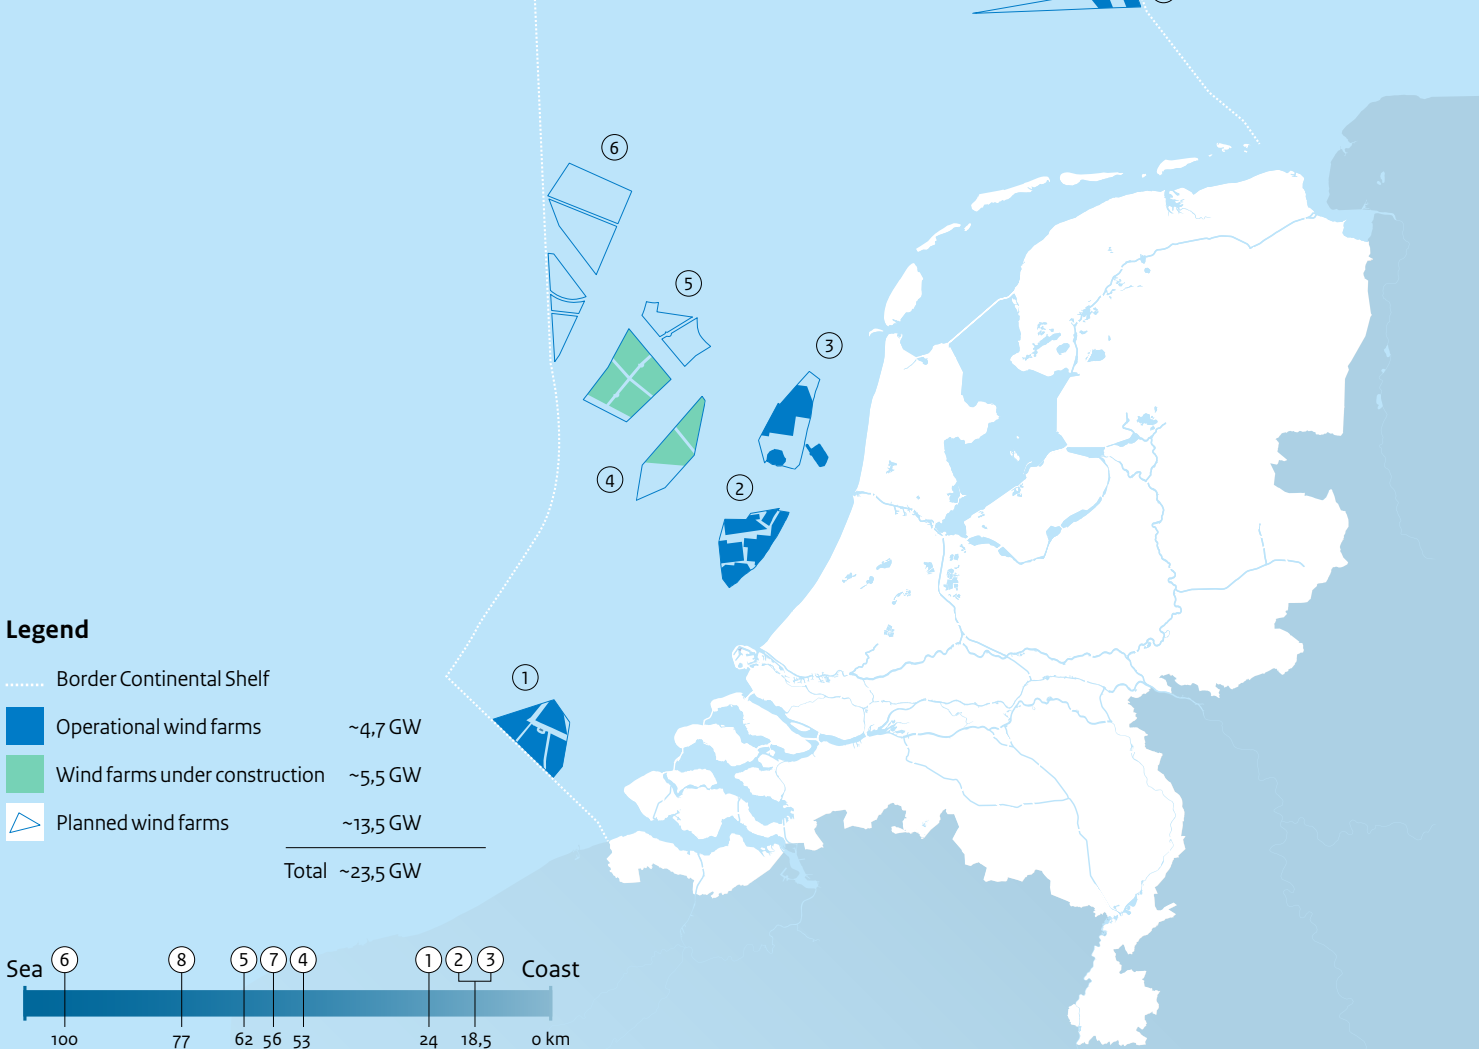 6
5
3
4
2
1
Legend
Border Continental Shelf
Operational wind farms ~4,7 GW
Wind farms under construction ~5,5 GW
Planned wind farms ~13,5 GW
Total ~23,5 GW
Sea 6 8 5 7 4 1 2 3 Coast
100 77 62 56 53 24 18,5 0 km